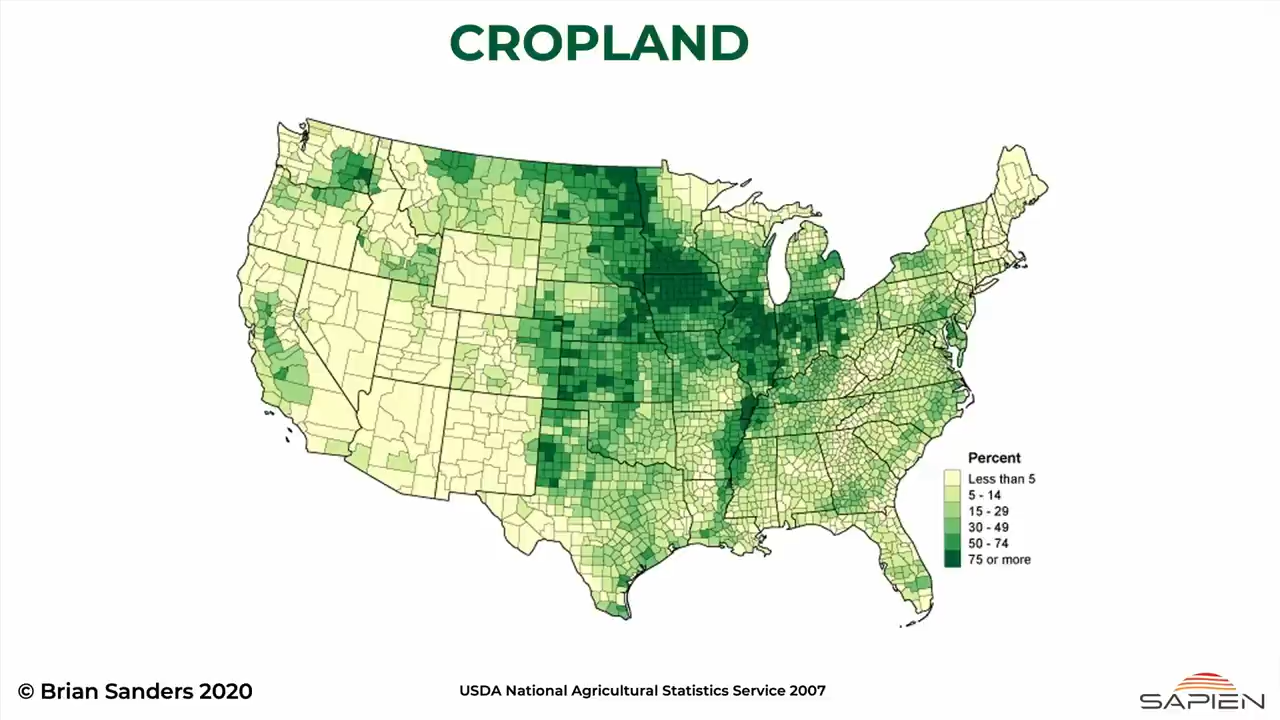 CROPLAND
Percent
Less than 5
5 - 14
15 - 29
30 - 49
50 - 74
75 or more
© Brian Sanders 2020
USDA National Agricultural Statistics Service 2007
SAPIEN